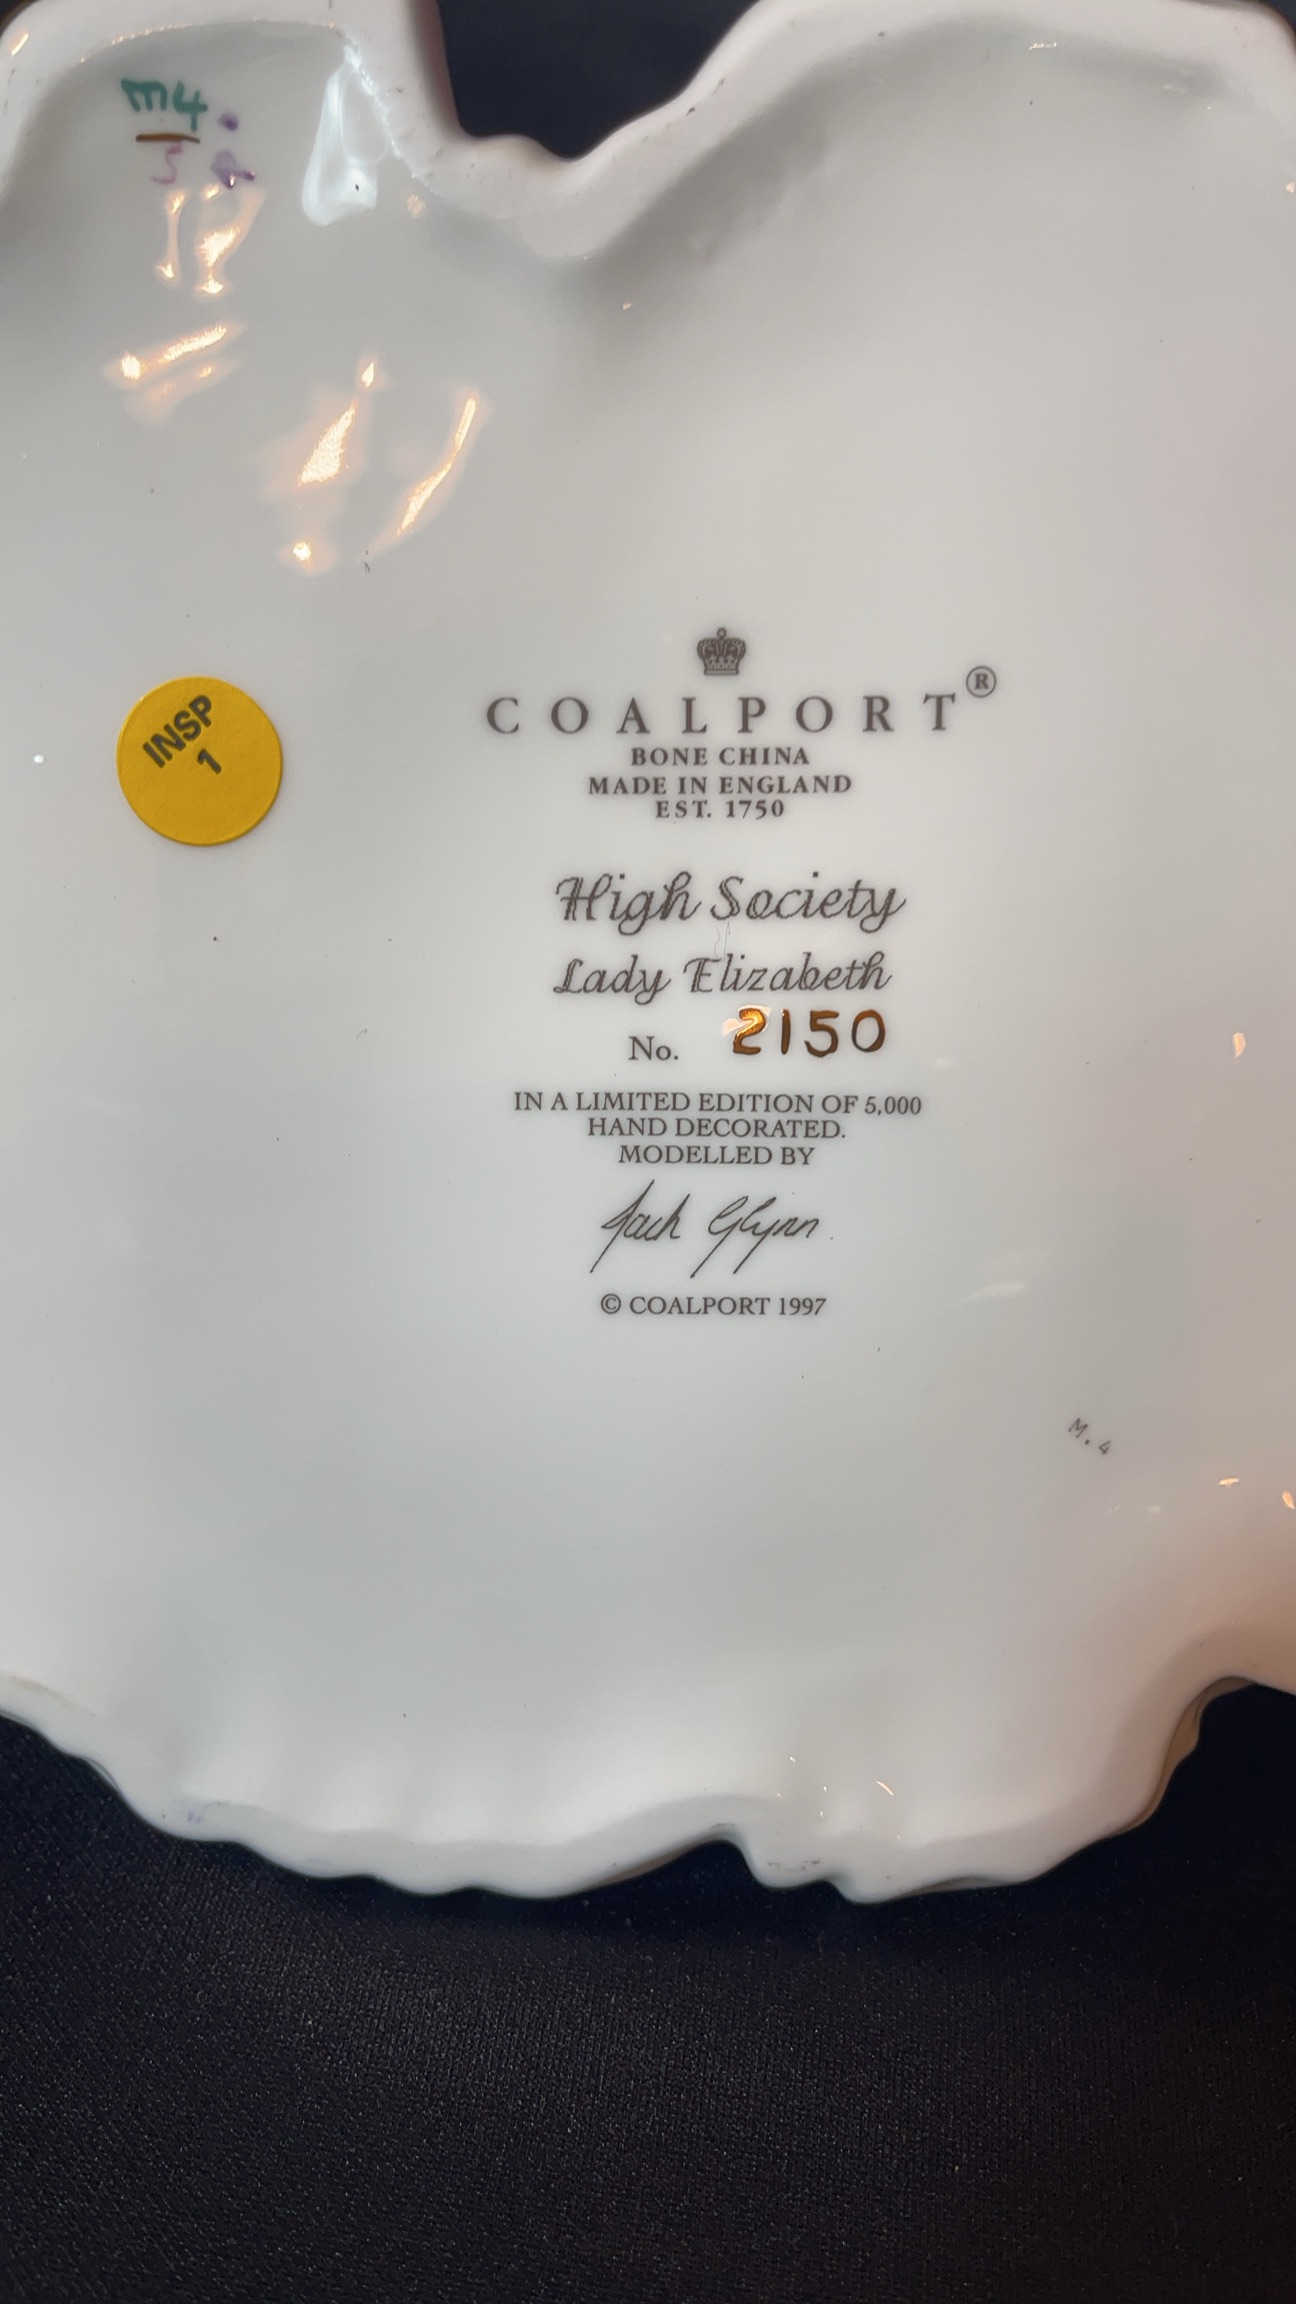 m4.
INSP
1
COALPORT®
BONE CHINA
MADE IN ENGLAND
EST. 1750
High Society
Lady Elizabeth
No. 2150
IN A LIMITED EDITION OF 5,000
HAND DECORATED.
MODELLED BY
Jack Glynn
© COALPORT 1997
M.4